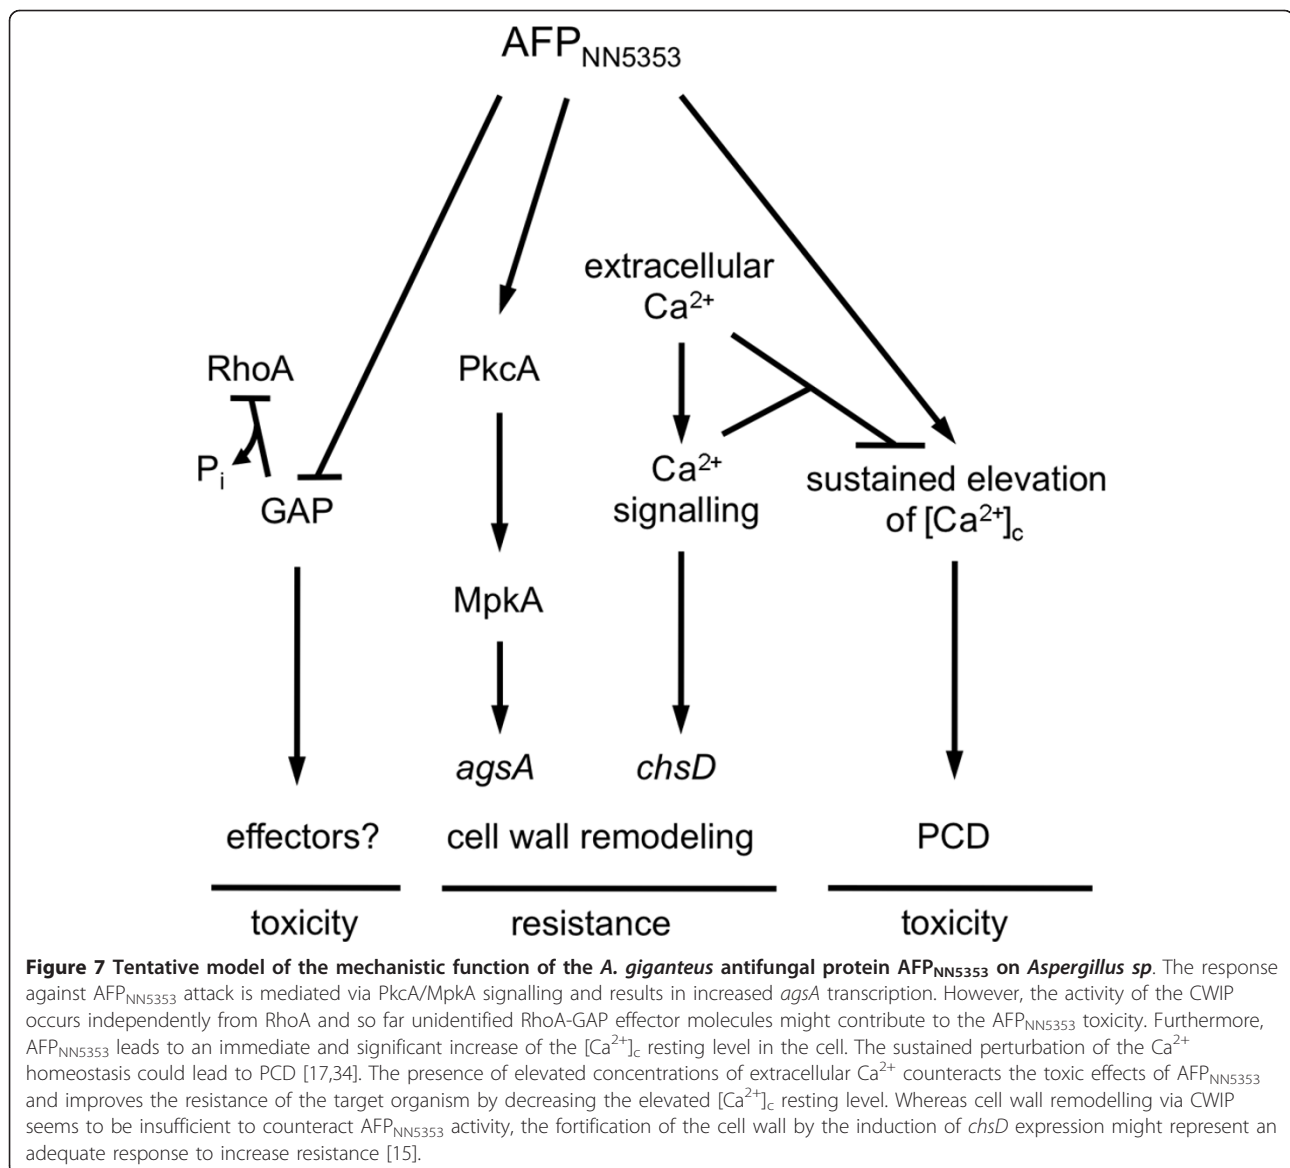 AFPNN5353
extracellular
Ca2+
RhoA
PkcA
Pi
GAP
Ca2+
signalling
sustained elevation
of [Ca2+]c
MpkA
agsA
chsD
effectors?
cell wall remodeling
PCD
toxicity
resistance
toxicity
Figure 7 Tentative model of the mechanistic function of the A. giganteus antifungal protein AFPNN5353 on Aspergillus sp. The response
against AFPNN5353 attack is mediated via PkcA/MpkA signalling and results in increased agsA transcription. However, the activity of the CWIP
occurs independently from RhoA and so far unidentified RhoA-GAP effector molecules might contribute to the AFPNN5353 toxicity. Furthermore,
AFPNN5353 leads to an immediate and significant increase of the [Ca2+]c resting level in the cell. The sustained perturbation of the Ca2+
homeostasis could lead to PCD [17,34]. The presence of elevated concentrations of extracellular Ca2+ counteracts the toxic effects of AFPNN5353
and improves the resistance of the target organism by decreasing the elevated [Ca2+]c resting level. Whereas cell wall remodelling via CWIP
seems to be insufficient to counteract AFPNN5353 activity, the fortification of the cell wall by the induction of chsD expression might represent an
adequate response to increase resistance [15].